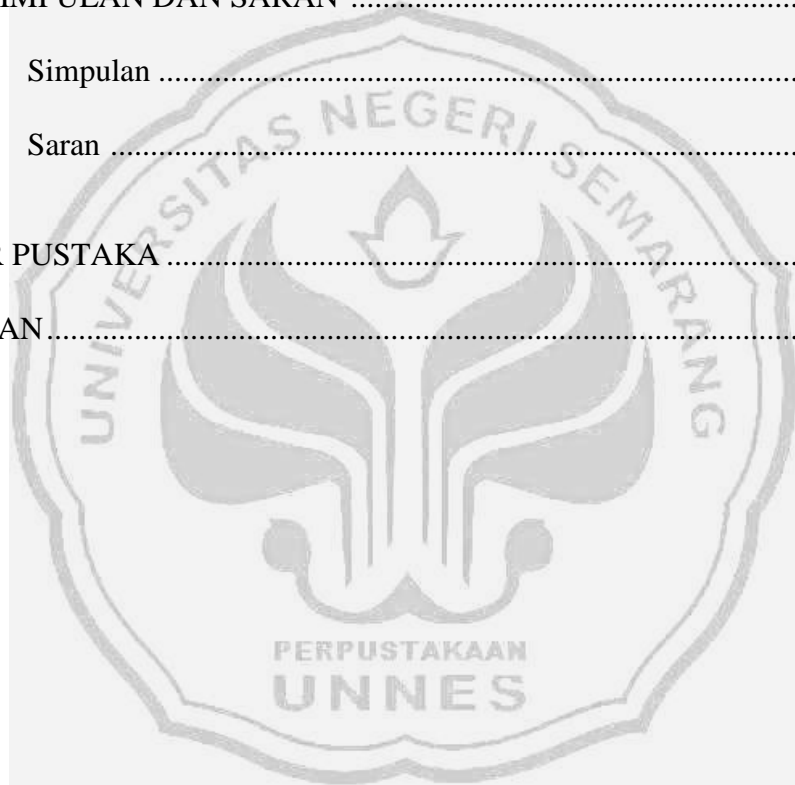 IMPULAN DAN SARAN ........................................................
Simpulan ...............................................................................
Saran .....................................................................................
R PUSTAKA ..............................................................................
AN..............................................................................................
UNIVERSITAS NEGERI SEMARANG
PERPUSTAKAAN
UNNES